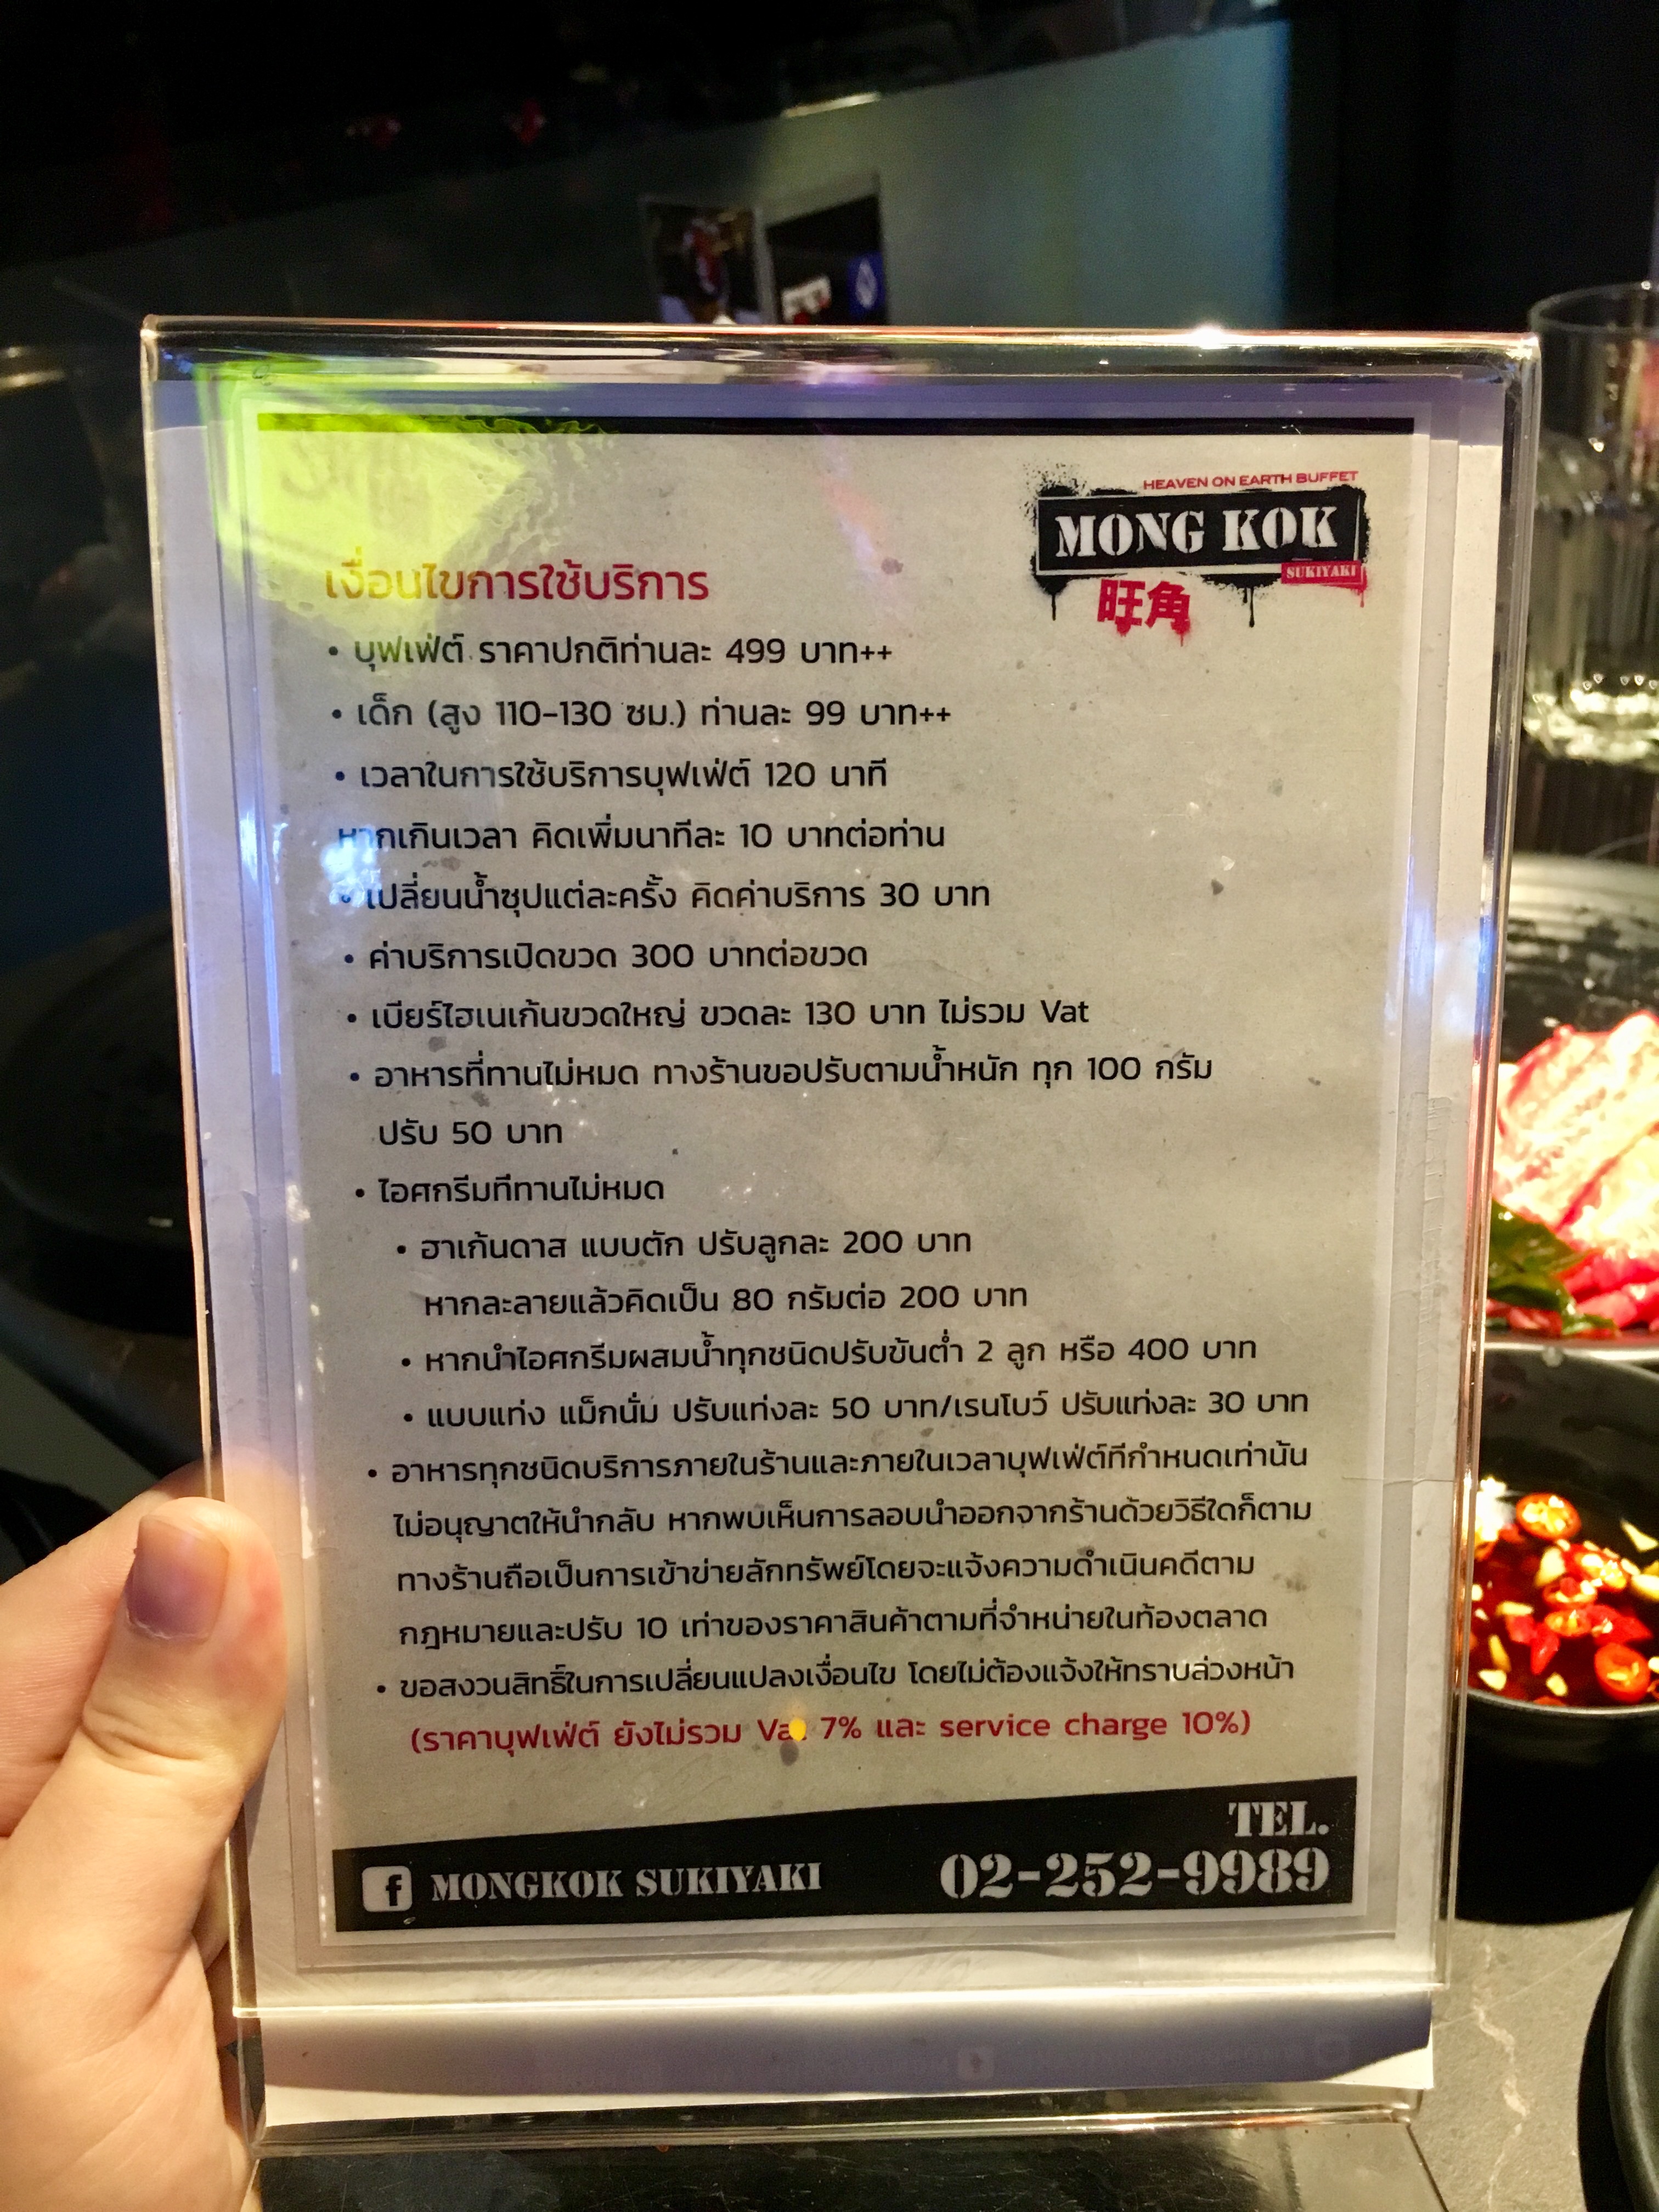 HEAVEN ON EARTH BUFFET
MONG KOK
SUKIYAKI
旺角
เงื่อนไขการใช้บริการ
• บุฟเฟ่ต์ ราคาปกติท่านละ 499 บาท++
• เด็ก (สูง 110-130 ซม.) ท่านละ 99 บาท++
• เวลาในการใช้บริการบุฟเฟ่ต์ 120 นาที
หากเกินเวลา คิดเพิ่มนาทีละ 10 บาทต่อท่าน
• เปลี่ยนน้ำซุปแต่ละครั้ง คิดค่าบริการ 30 บาท
• ค่าบริการเปิดขวด 300 บาทต่อขวด
• เบียร์ไฮเนเก้นขวดใหญ่ ขวดละ 130 บาท ไม่รวม Vat
• อาหารที่ทานไม่หมด ทางร้านขอปรับตามน้ำหนัก ทุก 100 กรัม
ปรับ 50 บาท
• ไอศกรีมทีทานไม่หมด
• ฮาเก้นดาส แบบตัก ปรับลูกละ 200 บาท
หากละลายแล้วคิดเป็น 80 กรัมต่อ 200 บาท
• หากนำไอศกรีมผสมน้ำทุกชนิดปรับขั้นต่ำ 2 ลูก หรือ 400 บาท
• แบบแท่ง แม็กนั่ม ปรับแท่งละ 50 บาท/เรนโบว์ ปรับแท่งละ 30 บาท
• อาหารทุกชนิดบริการภายในร้านและภายในเวลาบุฟเฟ่ต์ทีกำหนดเท่านั้น
ไม่อนุญาตให้นำกลับ หากพบเห็นการลอบนำออกจากร้านด้วยวิธีใดก็ตาม
ทางร้านถือเป็นการเข้าข่ายลักทรัพย์โดยจะแจ้งความดำเนินคดีตาม
กฎหมายและปรับ 10 เท่าของราคาสินค้าตามที่จำหน่ายในท้องตลาด
• ขอสงวนสิทธิ์ในการเปลี่ยนแปลงเงื่อนไข โดยไม่ต้องแจ้งให้ทราบล่วงหน้า
(ราคาบุฟเฟ่ต์ ยังไม่รวม Vat 7% และ service charge 10%)
TEL.
f MONGKOK SUKIYAKI 02-252-9989